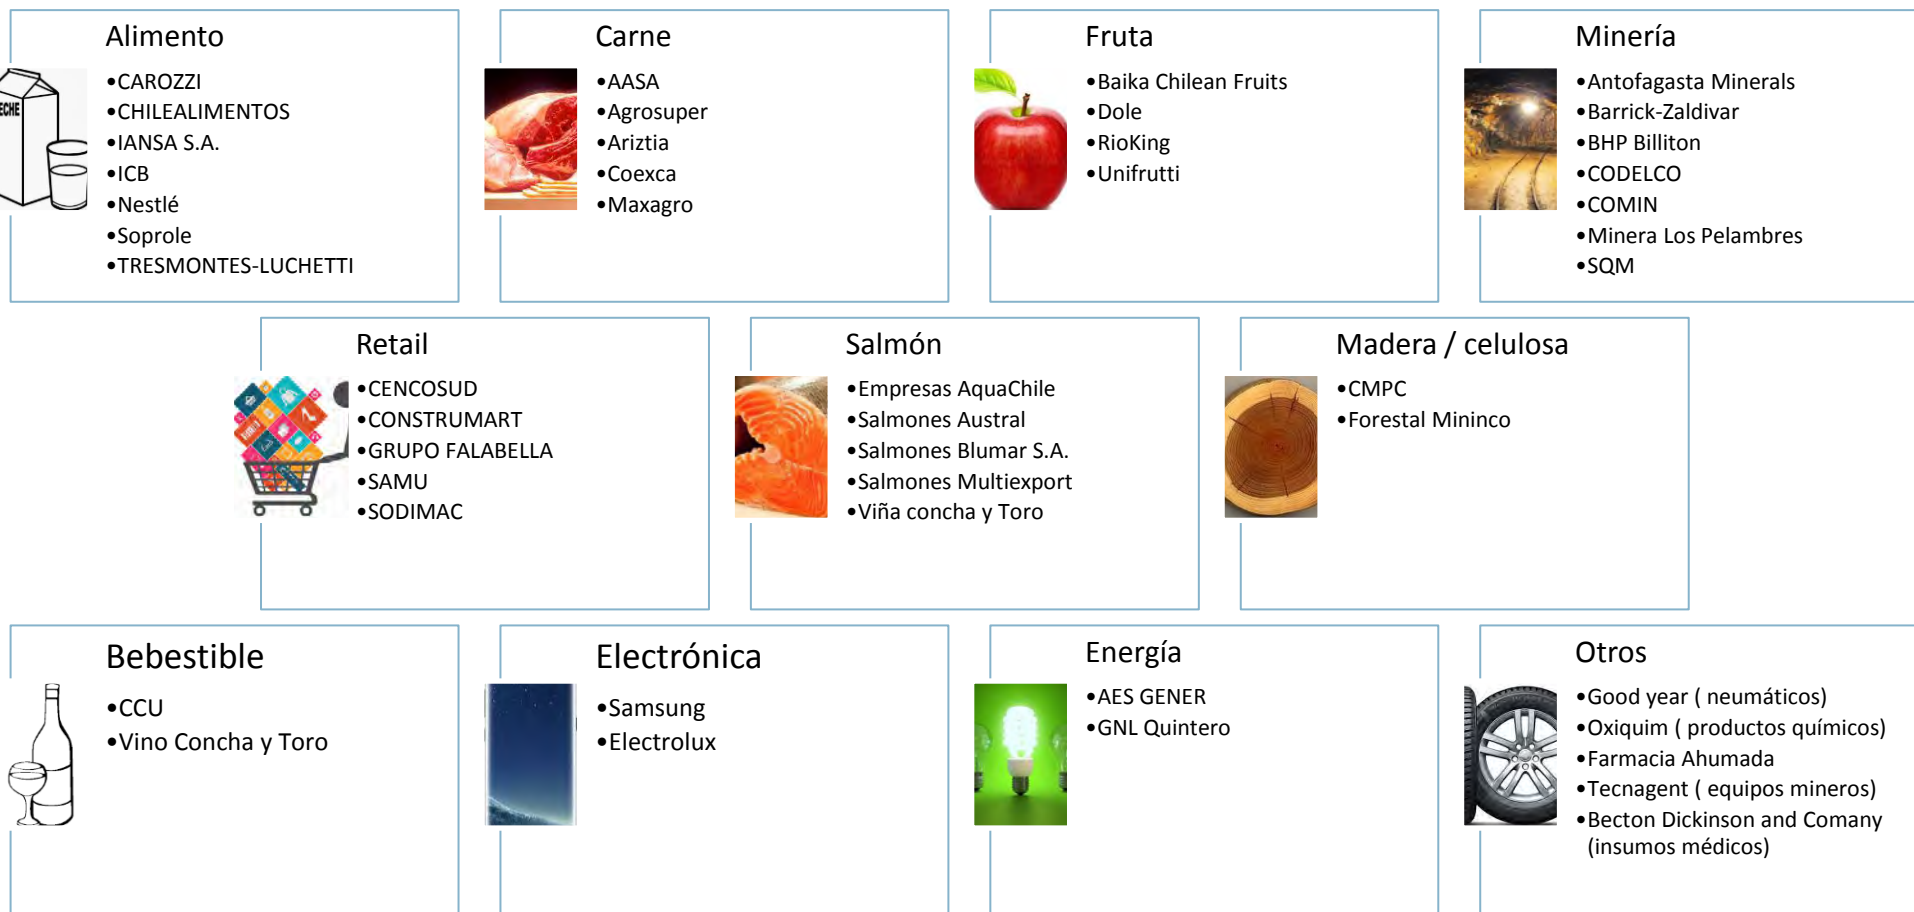 Alimento
•CAROZZI
•CHILEALIMENTOS
•IANSA S.A.
•ICB
•Nestlé
•Soprole
•TRESMONTES-LUCHETTI
Carne
•AASA
•Agrosuper
•Ariztia
•Coexca
•Maxagro
Fruta
•Baika Chilean Fruits
•Dole
•RioKing
•Unifrutti
Minería
•Antofagasta Minerals
•Barrick-Zaldivar
•BHP Billiton
•CODELCO
•COMIN
•Minera Los Pelambres
•SQM
ECHE
Retail
•CENCOSUD
•CONSTRUMART
•GRUPO FALABELLA
•SAMU
•SODIMAC
Salmón
•Empresas AquaChile
•Salmones Austral
•Salmones Blumar S.A.
•Salmones Multiexport
•Viña concha y Toro
Madera / celulosa
•CMPC
•Forestal Mininco
Bebestible
•CCU
•Vino Concha y Toro
Electrónica
•Samsung
•Electrolux
Energía
•AES GENER
•GNL Quintero
Otros
•Good year ( neumáticos)
•Oxiquim ( productos químicos)
•Farmacia Ahumada
•Tecnagent ( equipos mineros)
•Becton Dickinson and Comany
(insumos médicos)